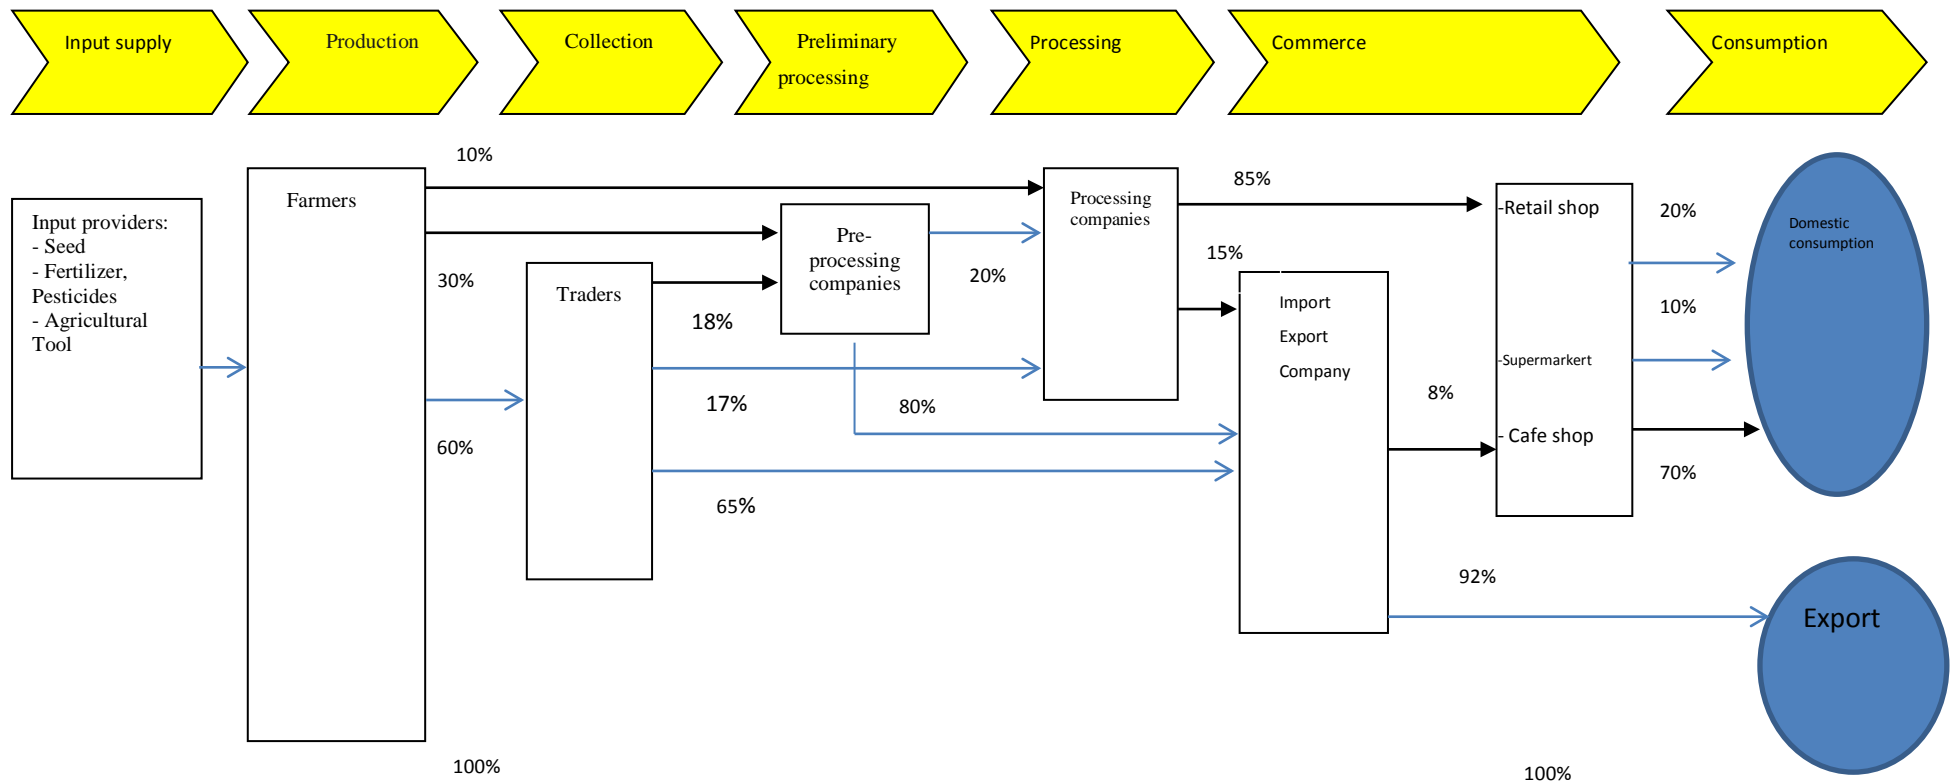 Input supply
Production
Collection
Preliminary
processing
Processing
Commerce
Consumption
10%
Farmers
Input providers:
- Seed
- Fertilizer,
Pesticides
- Agricultural
Tool
30%
60%
100%
Traders
18%
17%
65%
Pre-
processing
companies
20%
80%
Processing
companies
85%
15%
Import
Export
Company
8%
92%
-Retail shop
-Supermarkert
- Cafe shop
20%
10%
70%
Domestic
consumption
Export
100%